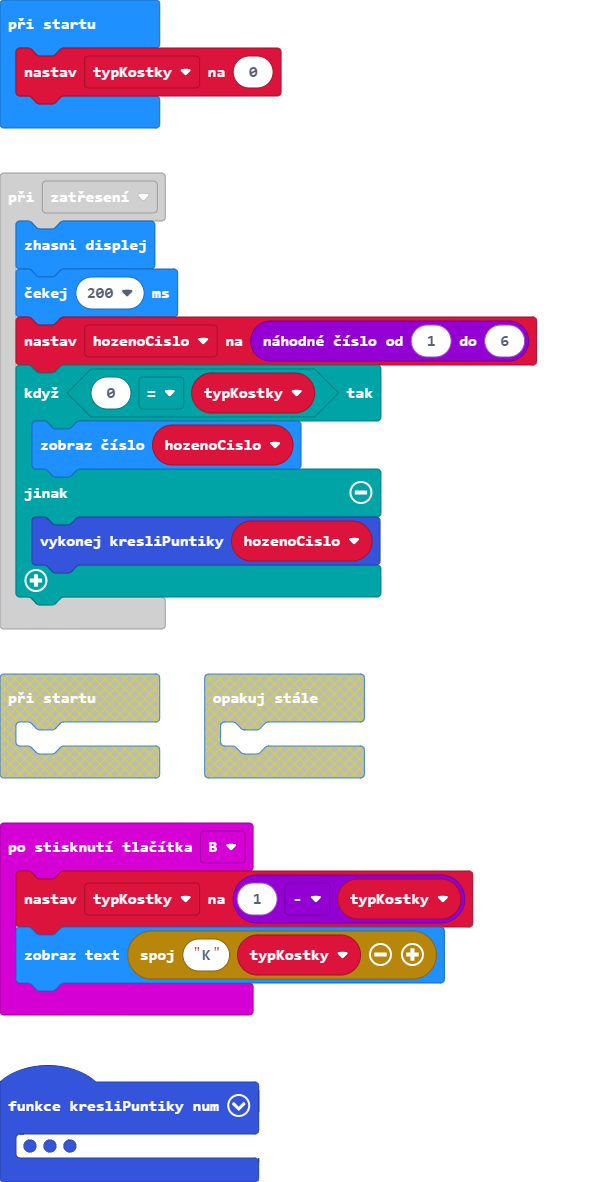 při startu
nastav typKostky na 0
při zatřesení
zhasni displej
čekej 200 ms
nastav hozenoCislo na náhodné číslo od 1 do 6
když 0 = typKostky tak
zobraz číslo hozenoCislo
jinak
vykonej kresliPuntiky hozenoCislo
při startu opakuj stále
po stisknutí tlačítka B
nastav typKostky na 1 - typKostky
zobraz text spoj "K" typKostky
funkce kresliPuntiky num